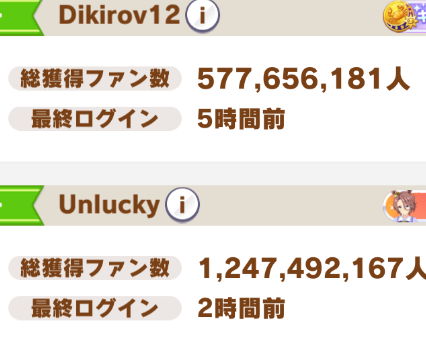 Dikirov12
総獲得ファン数 577,656,181人
最終ログイン 5時間前
Unlucky
総獲得ファン数 1,247,492,167人
最終ログイン 2時間前